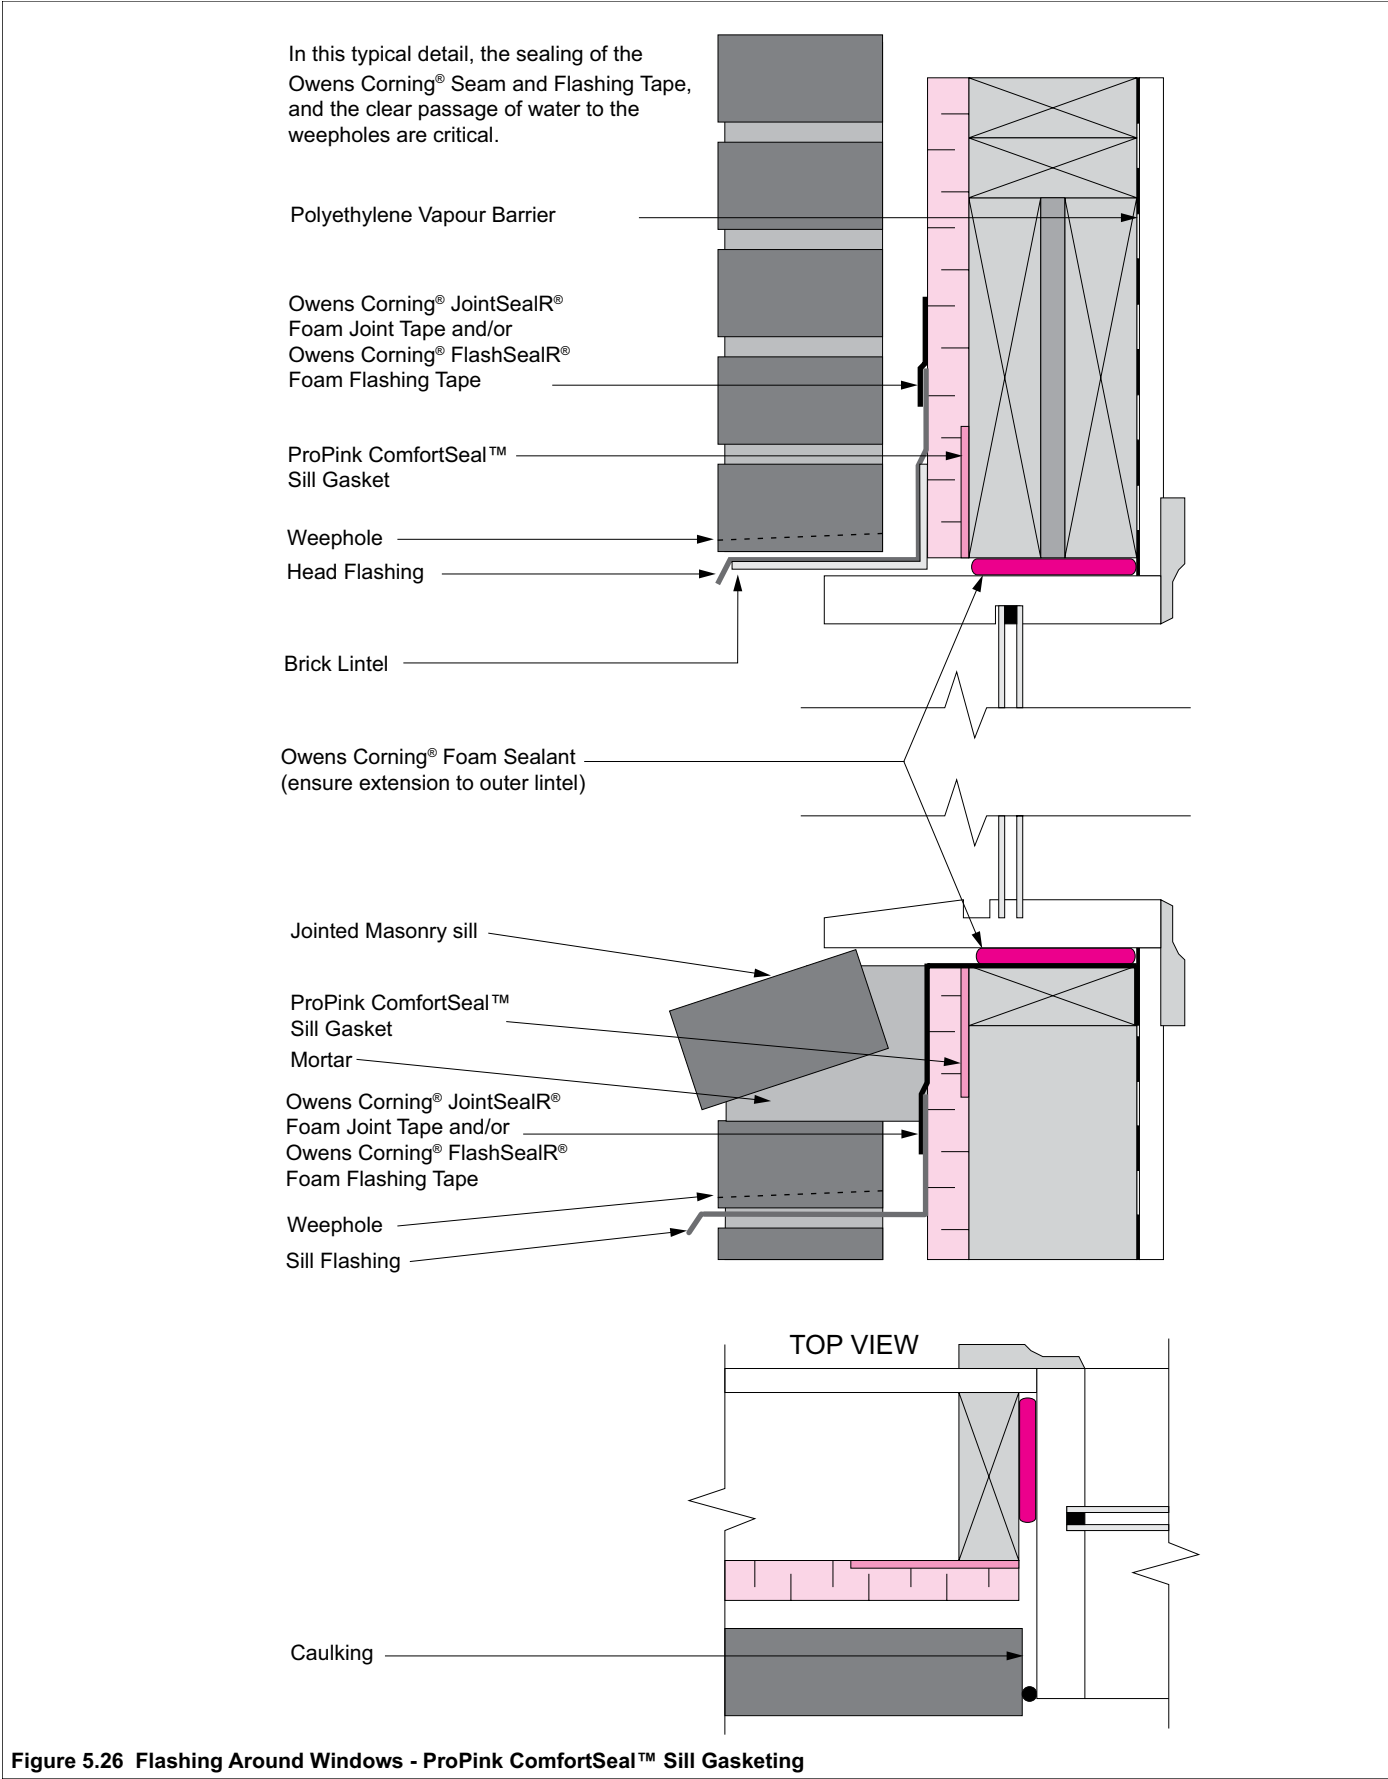 In this typical detail, the sealing of the
Owens Corning® Seam and Flashing Tape,
and the clear passage of water to the
weepholes are critical.
Polyethylene Vapour Barrier
Owens Corning® JointSealR®
Foam Joint Tape and/or
Owens Corning® FlashSealR®
Foam Flashing Tape
ProPink ComfortSeal™
Sill Gasket
Weephole
Head Flashing
Brick Lintel
Owens Corning® Foam Sealant
(ensure extension to outer lintel)
Jointed Masonry sill
ProPink ComfortSeal™
Sill Gasket
Mortar
Owens Corning® JointSealR®
Foam Joint Tape and/or
Owens Corning® FlashSealR®
Foam Flashing Tape
Weephole
Sill Flashing
TOP VIEW
Caulking
Figure 5.26 Flashing Around Windows - ProPink ComfortSeal™ Sill Gasketing